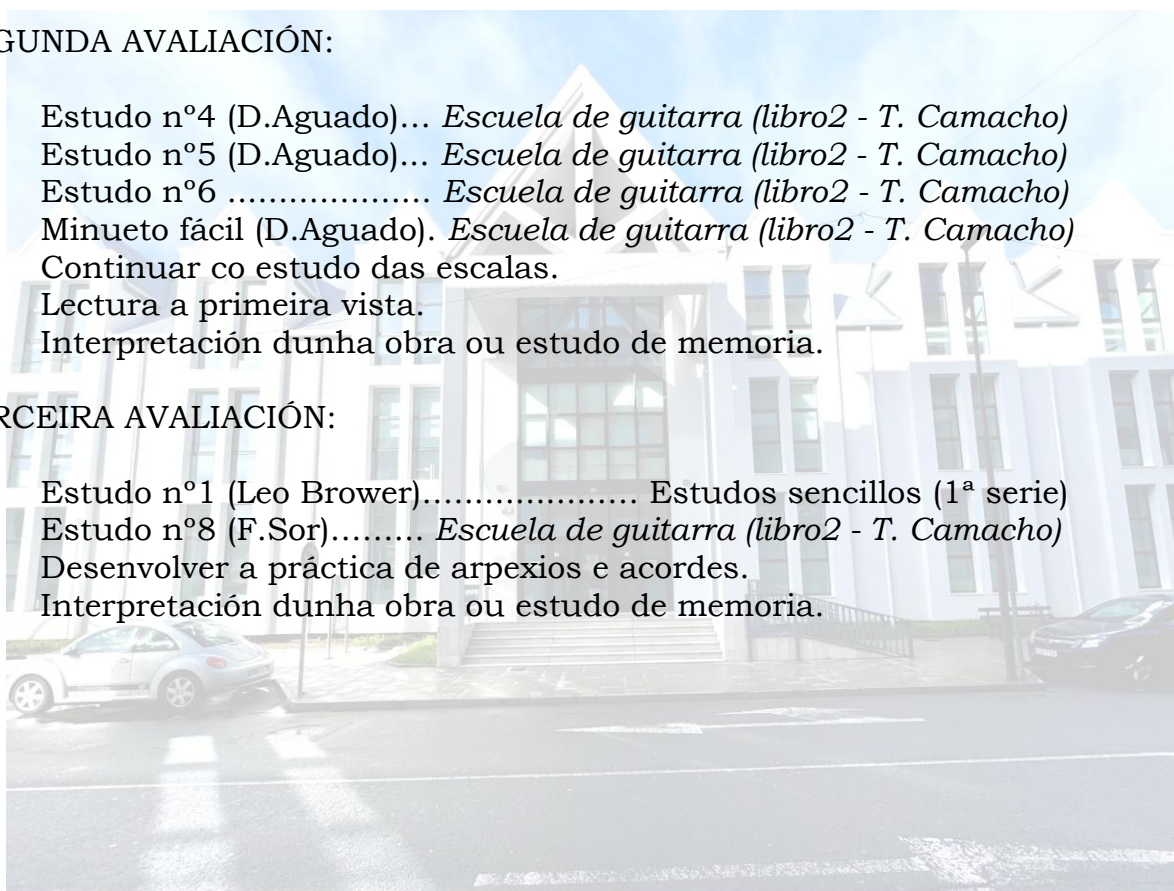 GUNDA AVALIACIÓN:
Estudo nº4 (D.Aguado)... Escuela de guitarra (libro2 - T. Camacho)
Estudo nº5 (D.Aguado)... Escuela de guitarra (libro2 - T. Camacho)
Estudo nº6 .................... Escuela de guitarra (libro2 - T. Camacho)
Minueto fácil (D.Aguado). Escuela de guitarra (libro2 - T. Camacho)
Continuar co estudo das escalas.
Lectura a primeira vista.
Interpretación dunha obra ou estudo de memoria.
RCEIRA AVALIACIÓN:
Estudo nº1 (Leo Brower)..................... Estudos sencillos (1ª serie)
Estudo nº8 (F.Sor)......... Escuela de guitarra (libro2 - T. Camacho)
Desenvolver a práctica de arpexios e acordes.
Interpretación dunha obra ou estudo de memoria.